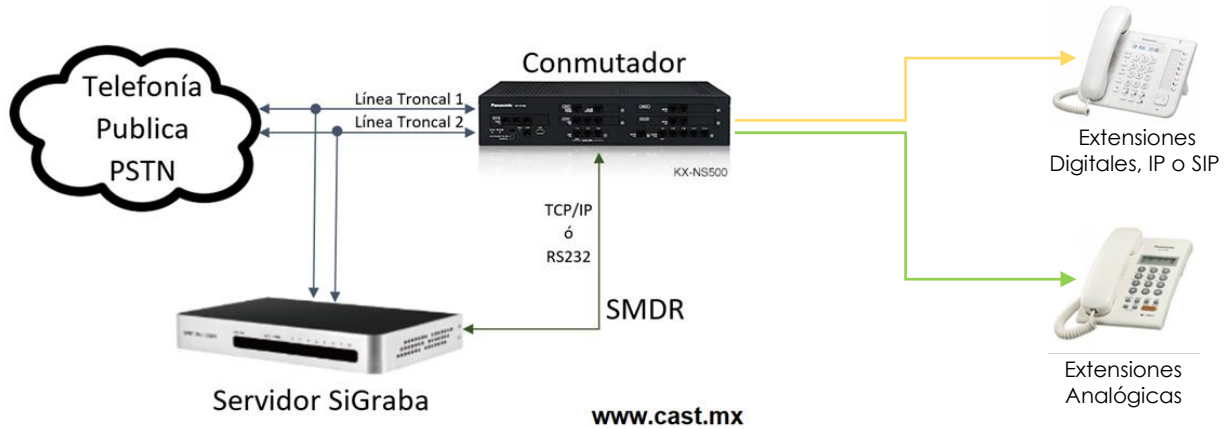 Telefonía
Publica
PSTN
Línea Troncal 1
Línea Troncal 2
Conmutador
Panasonic
KX-NS500
TCP/IP
ó
RS232
SMDR
Servidor SiGraba
www.cast.mx
Extensiones
Digitales, IP o SIP
Extensiones
Analógicas